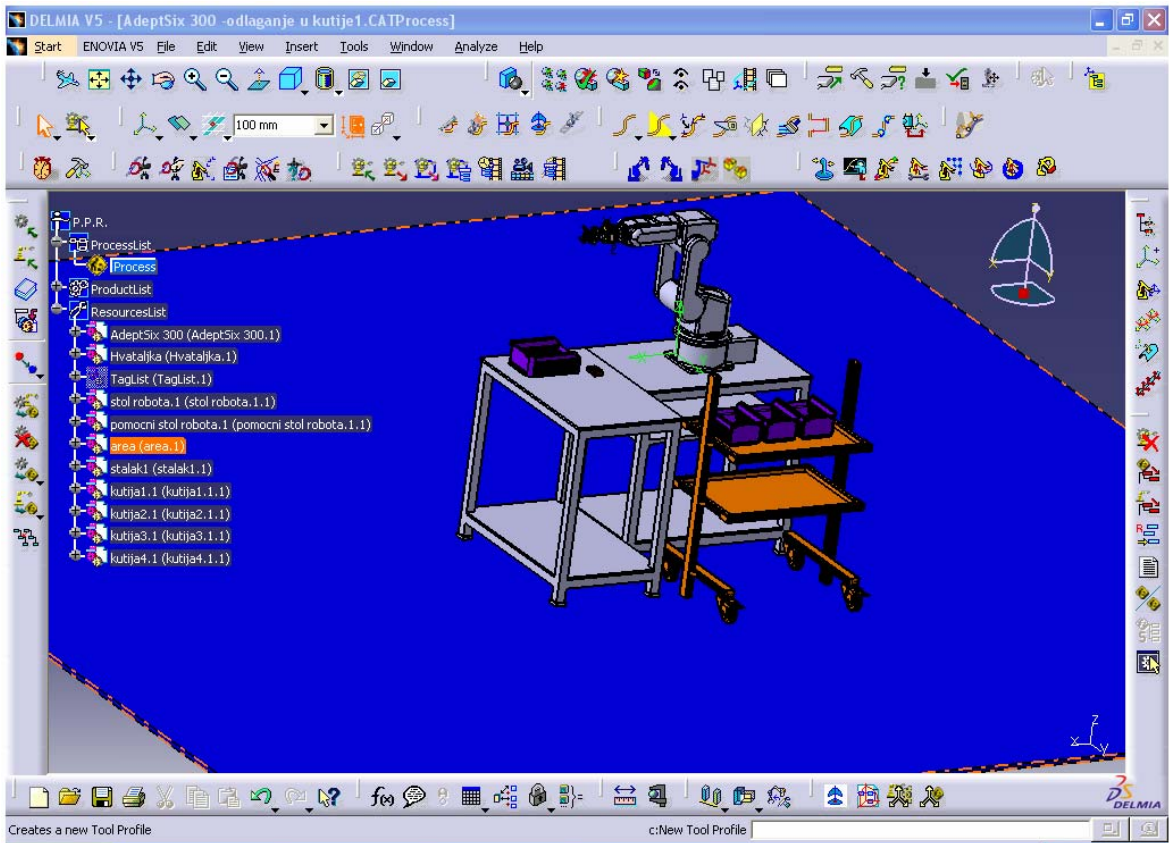 DELMIA V5 - [AdeptSix 300 -odlaganje u kutije1.CATProcess]
Start ENOVIA V5 File Edit View Insert Tools Window Analyze Help
100 mm
P.P.R.
ProcessList
Process
ProductList
ResourcesList
AdeptSix 300 (AdeptSix 300.1)
Hvataljka (Hvataljka.1)
TagList (TagList.1)
stol robota.1 (stol robota.1.1)
pomocni stol robota.1 (pomocni stol robota.1.1)
area (area.1)
stalak1 (stalak1.1)
kutija1.1 (kutija1.1.1)
kutija2.1 (kutija2.1.1)
kutija3.1 (kutija3.1.1)
kutija4.1 (kutija4.1.1)
z
x y
f(x)
DELMIA
Creates a new Tool Profile c:New Tool Profile